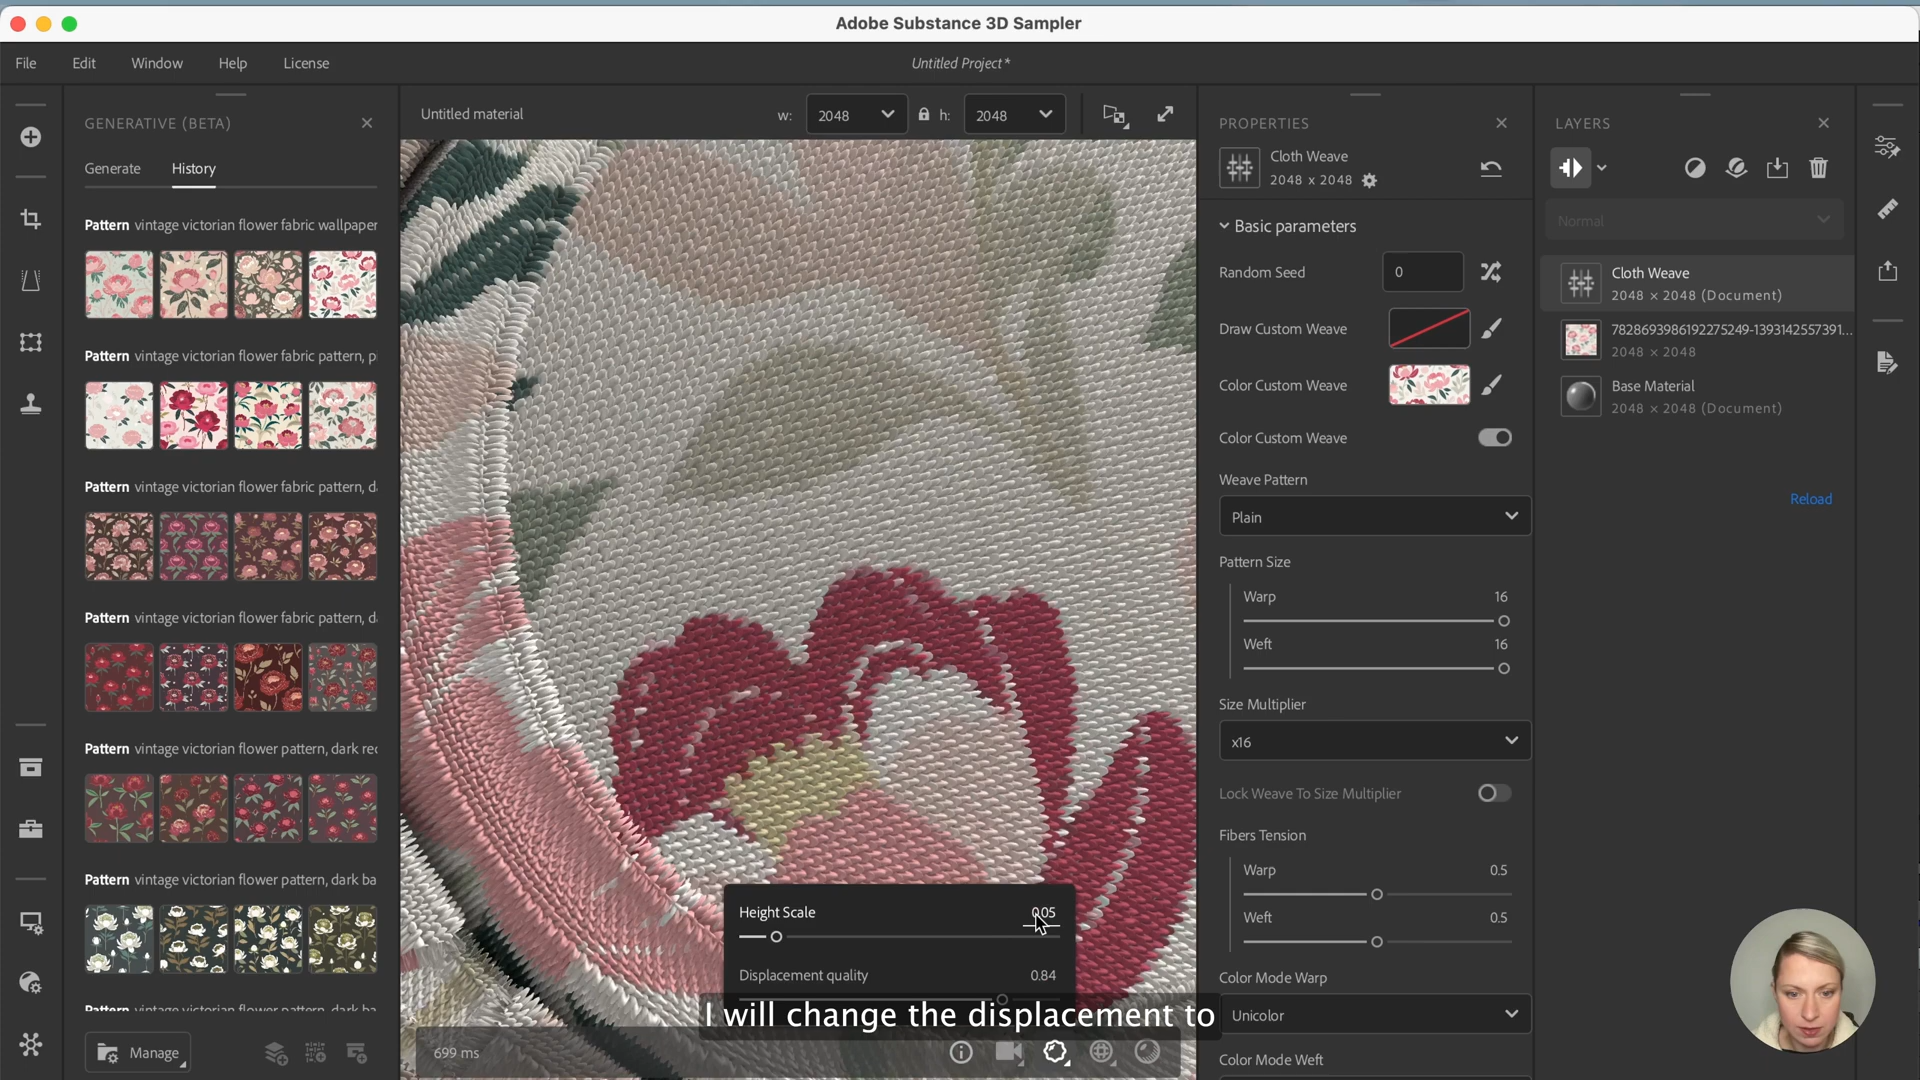 Adobe Substance 3D Sampler
File Edit Window Help License
Untitled Project*
GENERATIVE (BETA)
Generate History
Pattern vintage victorian flower fabric wallpaper
Pattern vintage victorian flower fabric pattern, p
Pattern vintage victorian flower fabric pattern, d
Pattern vintage victorian flower fabric pattern, d
Pattern vintage victorian flower pattern, dark red
Pattern vintage victorian flower pattern, dark ba
Manage
Untitled material
w: 2048 h: 2048
Height Scale 0.05
Displacement quality 0.84
I will change the displacement to
699 ms
PROPERTIES
Cloth Weave
2048 x 2048
Basic parameters
Random Seed 0
Draw Custom Weave
Color Custom Weave
Color Custom Weave
Weave Pattern
Plain
Pattern Size
Warp 16
Weft 16
Size Multiplier
x16
Lock Weave To Size Multiplier
Fibers Tension
Warp 0.5
Weft 0.5
Color Mode Warp
Unicolor
Color Mode Weft
LAYERS
Normal
Cloth Weave
2048 × 2048 (Document)
7828693986192275249-1393142557391...
2048 × 2048
Base Material
2048 × 2048 (Document)
Reload